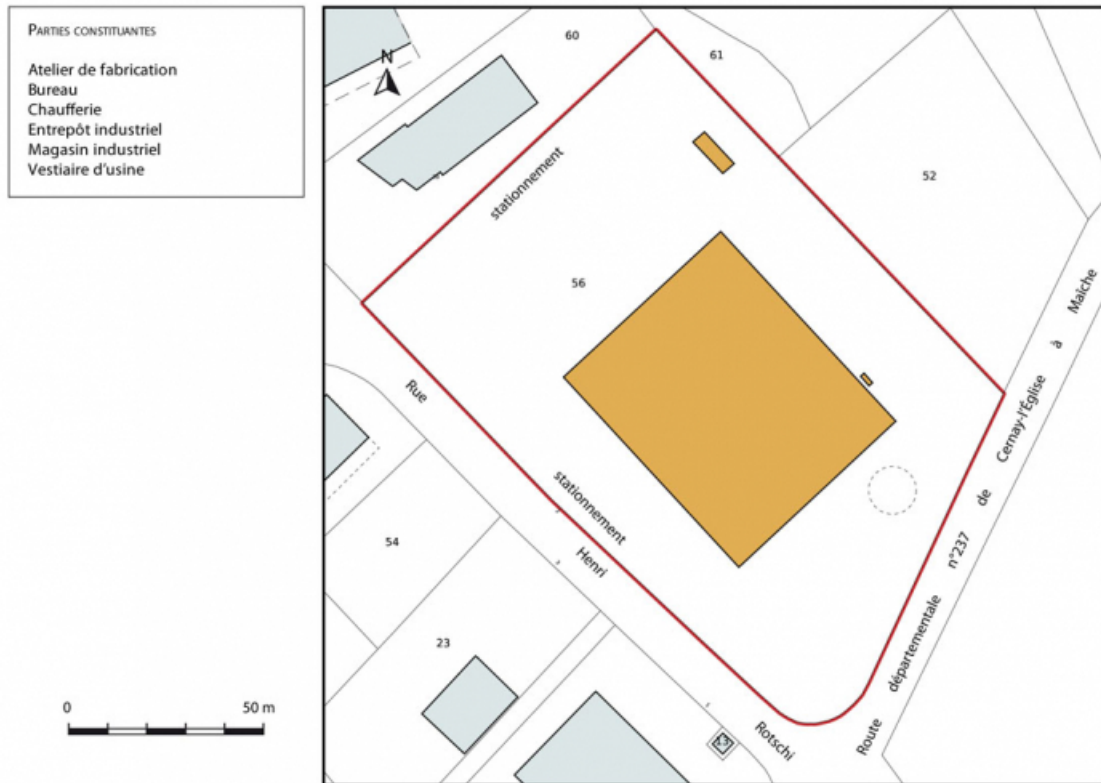 PARTIES CONSTITUANTES
Atelier de fabrication
Bureau
Chaufferie
Entrepôt industriel
Magasin industriel
Vestiaire d'usine
N
60
61
52
stationnement
56
Rue
stationnement
Henri
Rotschi
Route départementale n°237 de Cernay-l'Église à Maîche
54
23
13
0
50 m